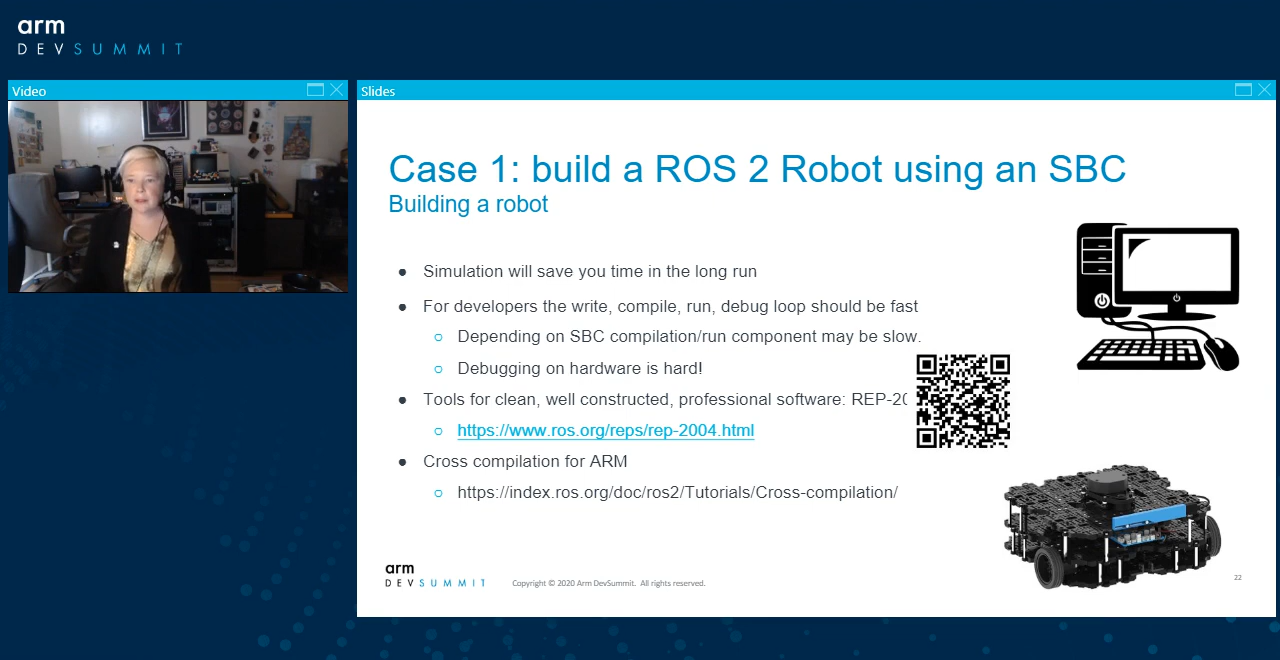 arm
DEVSUMMIT
Video
Slides
Case 1: build a ROS 2 Robot using an SBC
Building a robot
Simulation will save you time in the long run
For developers the write, compile, run, debug loop should be fast
Depending on SBC compilation/run component may be slow.
Debugging on hardware is hard!
Tools for clean, well constructed, professional software: REP-20
https://www.ros.org/reps/rep-2004.html
Cross compilation for ARM
https://index.ros.org/doc/ros2/Tutorials/Cross-compilation/
arm
DEVSUMMIT
Copyright © 2020 Arm DevSummit. All rights reserved.
22